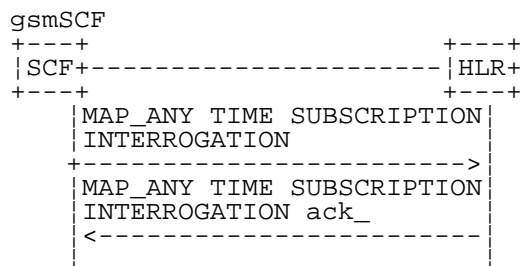 gsmSCF
SCF
HLR
MAP_ANY TIME SUBSCRIPTION
INTERROGATION
MAP_ANY TIME SUBSCRIPTION
INTERROGATION ack_